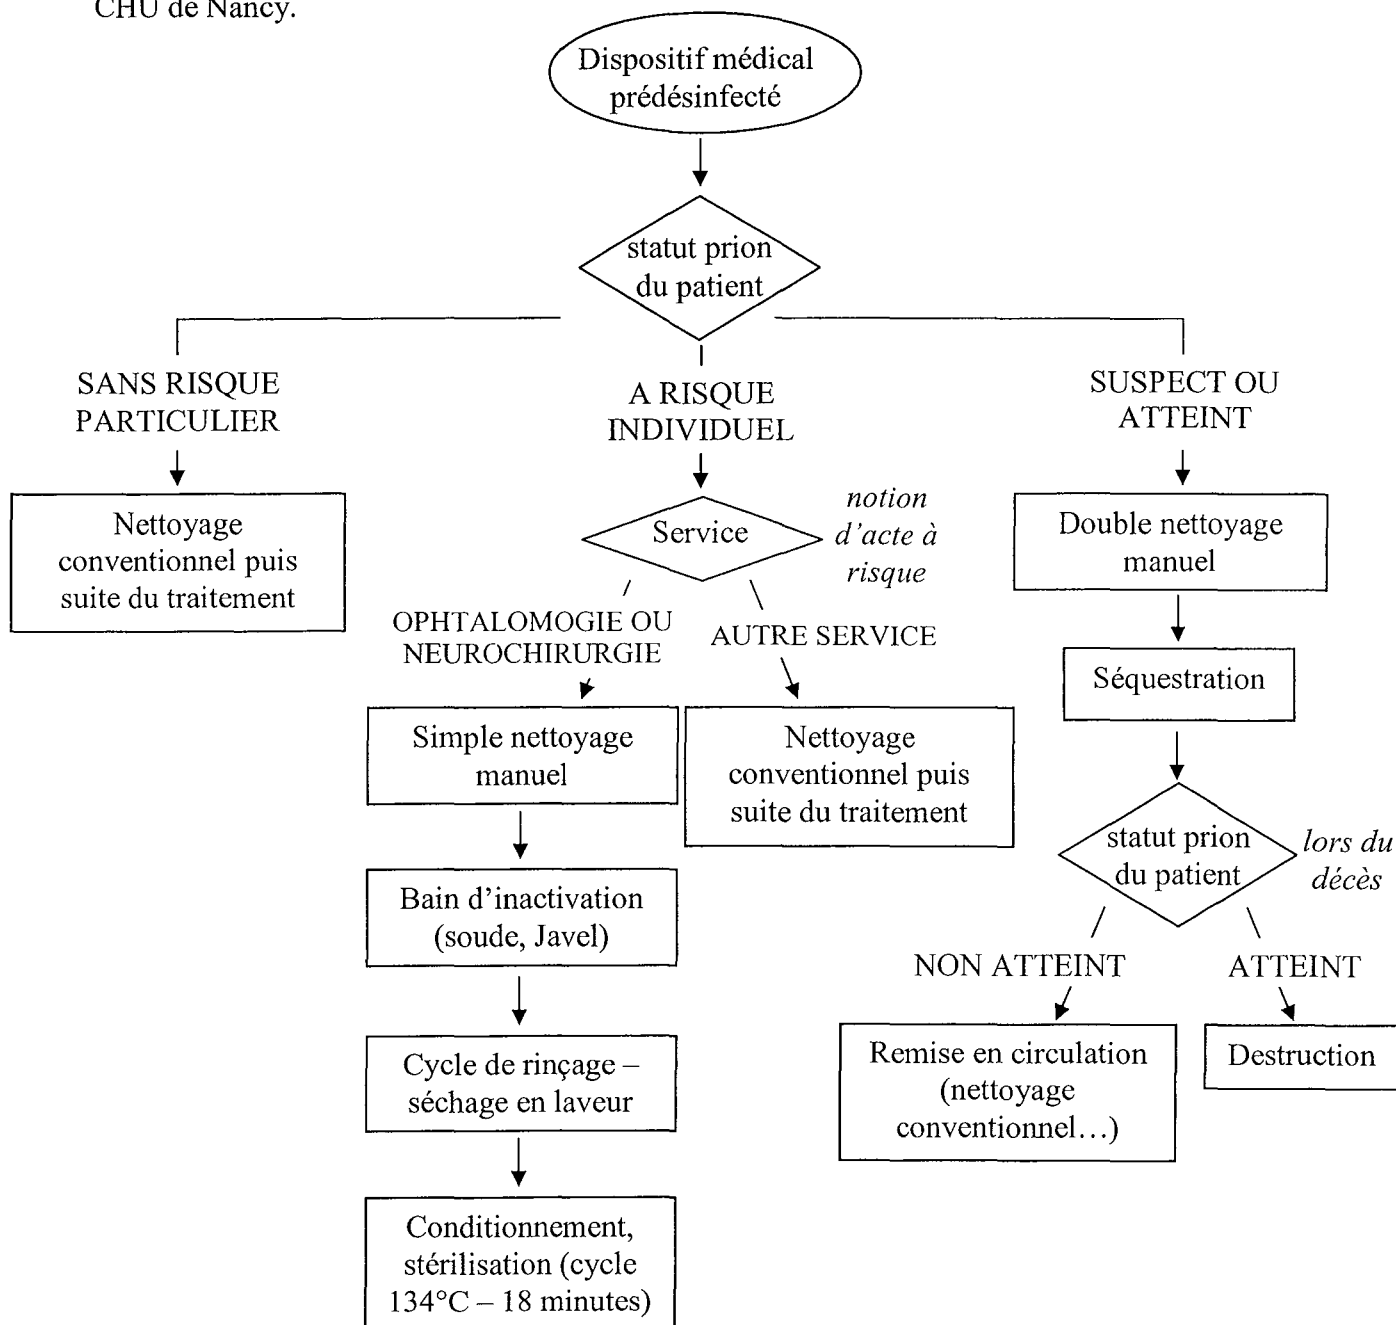 CHU de Nancy.
Dispositif médical
prédésinfecté
statut prion
du patient
SANS RISQUE
PARTICULIER
A RISQUE
INDIVIDUEL
SUSPECT OU
ATTEINT
Nettoyage
conventionnel puis
suite du traitement
Service
notion
d'acte à
risque
Double nettoyage
manuel
OPHTALOMOGIE OU
NEUROCHIRURGIE
AUTRE SERVICE
Séquestration
Simple nettoyage
manuel
Nettoyage
conventionnel puis
suite du traitement
statut prion
du patient
lors du
décès
Bain d'inactivation
(soude, Javel)
NON ATTEINT
ATTEINT
Cycle de rinçage –
séchage en laveur
Remise en circulation
(nettoyage
conventionnel…)
Destruction
Conditionnement,
stérilisation (cycle
134°C – 18 minutes)